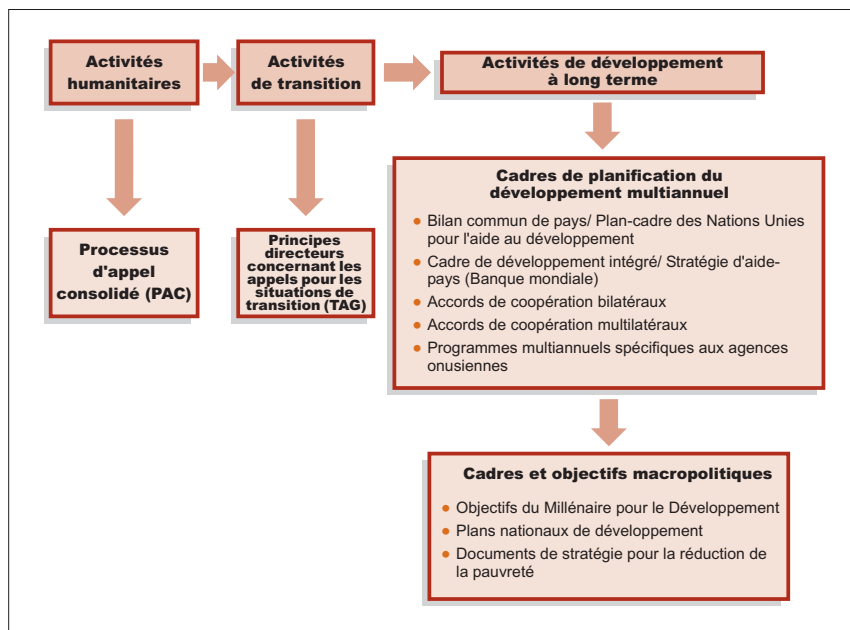 Activités
humanitaires
Activités
de transition
Activités de développement
à long terme
Processus
d'appel
consolidé (PAC)
Principes
directeurs
concernant les
appels pour les
situations de
transition (TAG)
Cadres de planification du
développement multiannuel
• Bilan commun de pays/ Plan-cadre des Nations Unies
pour l'aide au développement
• Cadre de développement intégré/ Stratégie d'aide-
pays (Banque mondiale)
• Accords de coopération bilatéraux
• Accords de coopération multilatéraux
• Programmes multiannuels spécifiques aux agences
onusiennes
Cadres et objectifs macropolitiques
• Objectifs du Millénaire pour le Développement
• Plans nationaux de développement
• Documents de stratégie pour la réduction de
la pauvreté